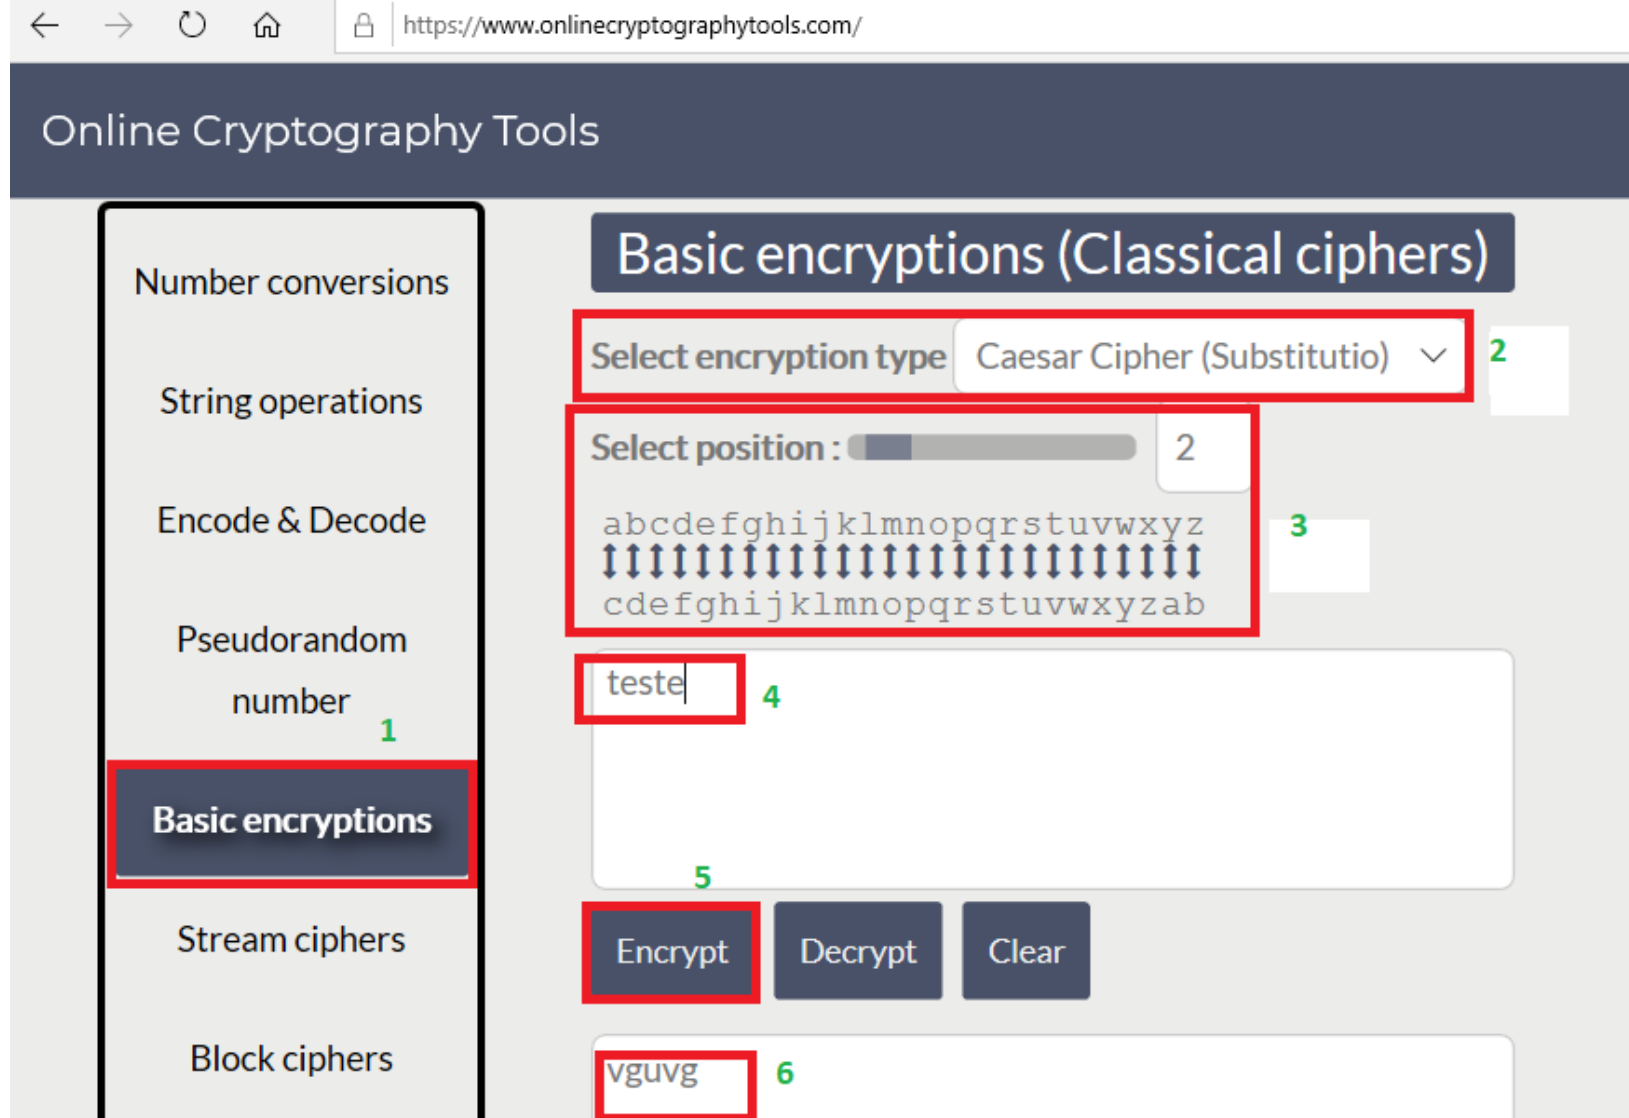 https://www.onlinecryptographytools.com/
Online Cryptography Tools
Number conversions
String operations
Encode & Decode
Pseudorandom
number
1
Basic encryptions
Stream ciphers
Block ciphers
Basic encryptions (Classical ciphers)
Select encryption type Caesar Cipher (Substitutio) 2
Select position : 2
abcdefghijklmnopqrstuvwxyz
3
cdefghijklmnopqrstuvwxyzab
teste 4
5
Encrypt Decrypt Clear
vguvg 6